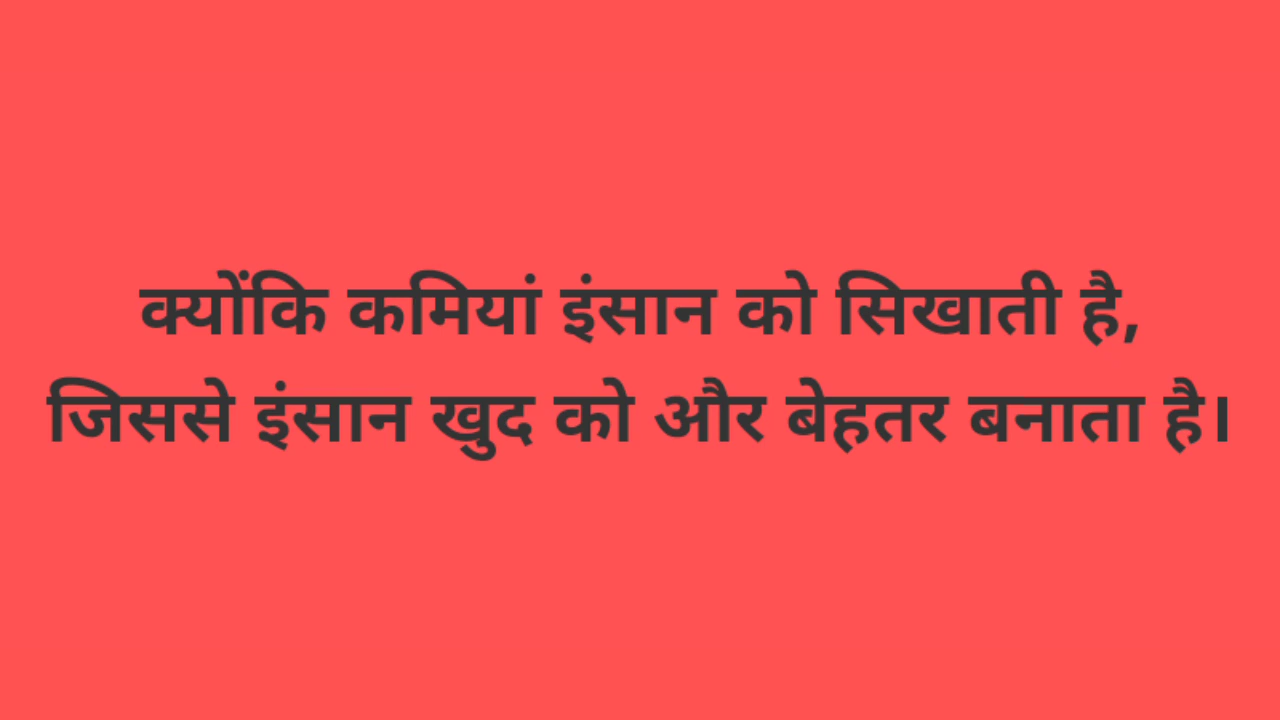 क्योंकि कमियां इंसान को सिखाती है,
जिससे इंसान खुद को और बेहतर बनाता है।